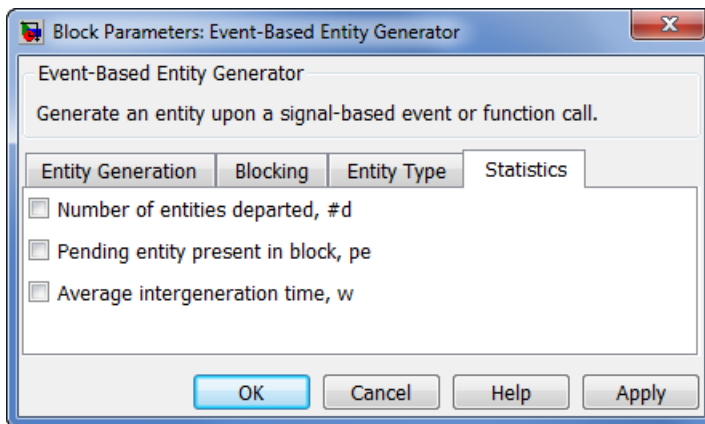 Block Parameters: Event-Based Entity Generator
Event-Based Entity Generator
Generate an entity upon a signal-based event or function call.
Entity Generation Blocking Entity Type Statistics
Number of entities departed, #d
Pending entity present in block, pe
Average intergeneration time, w
OK Cancel Help Apply